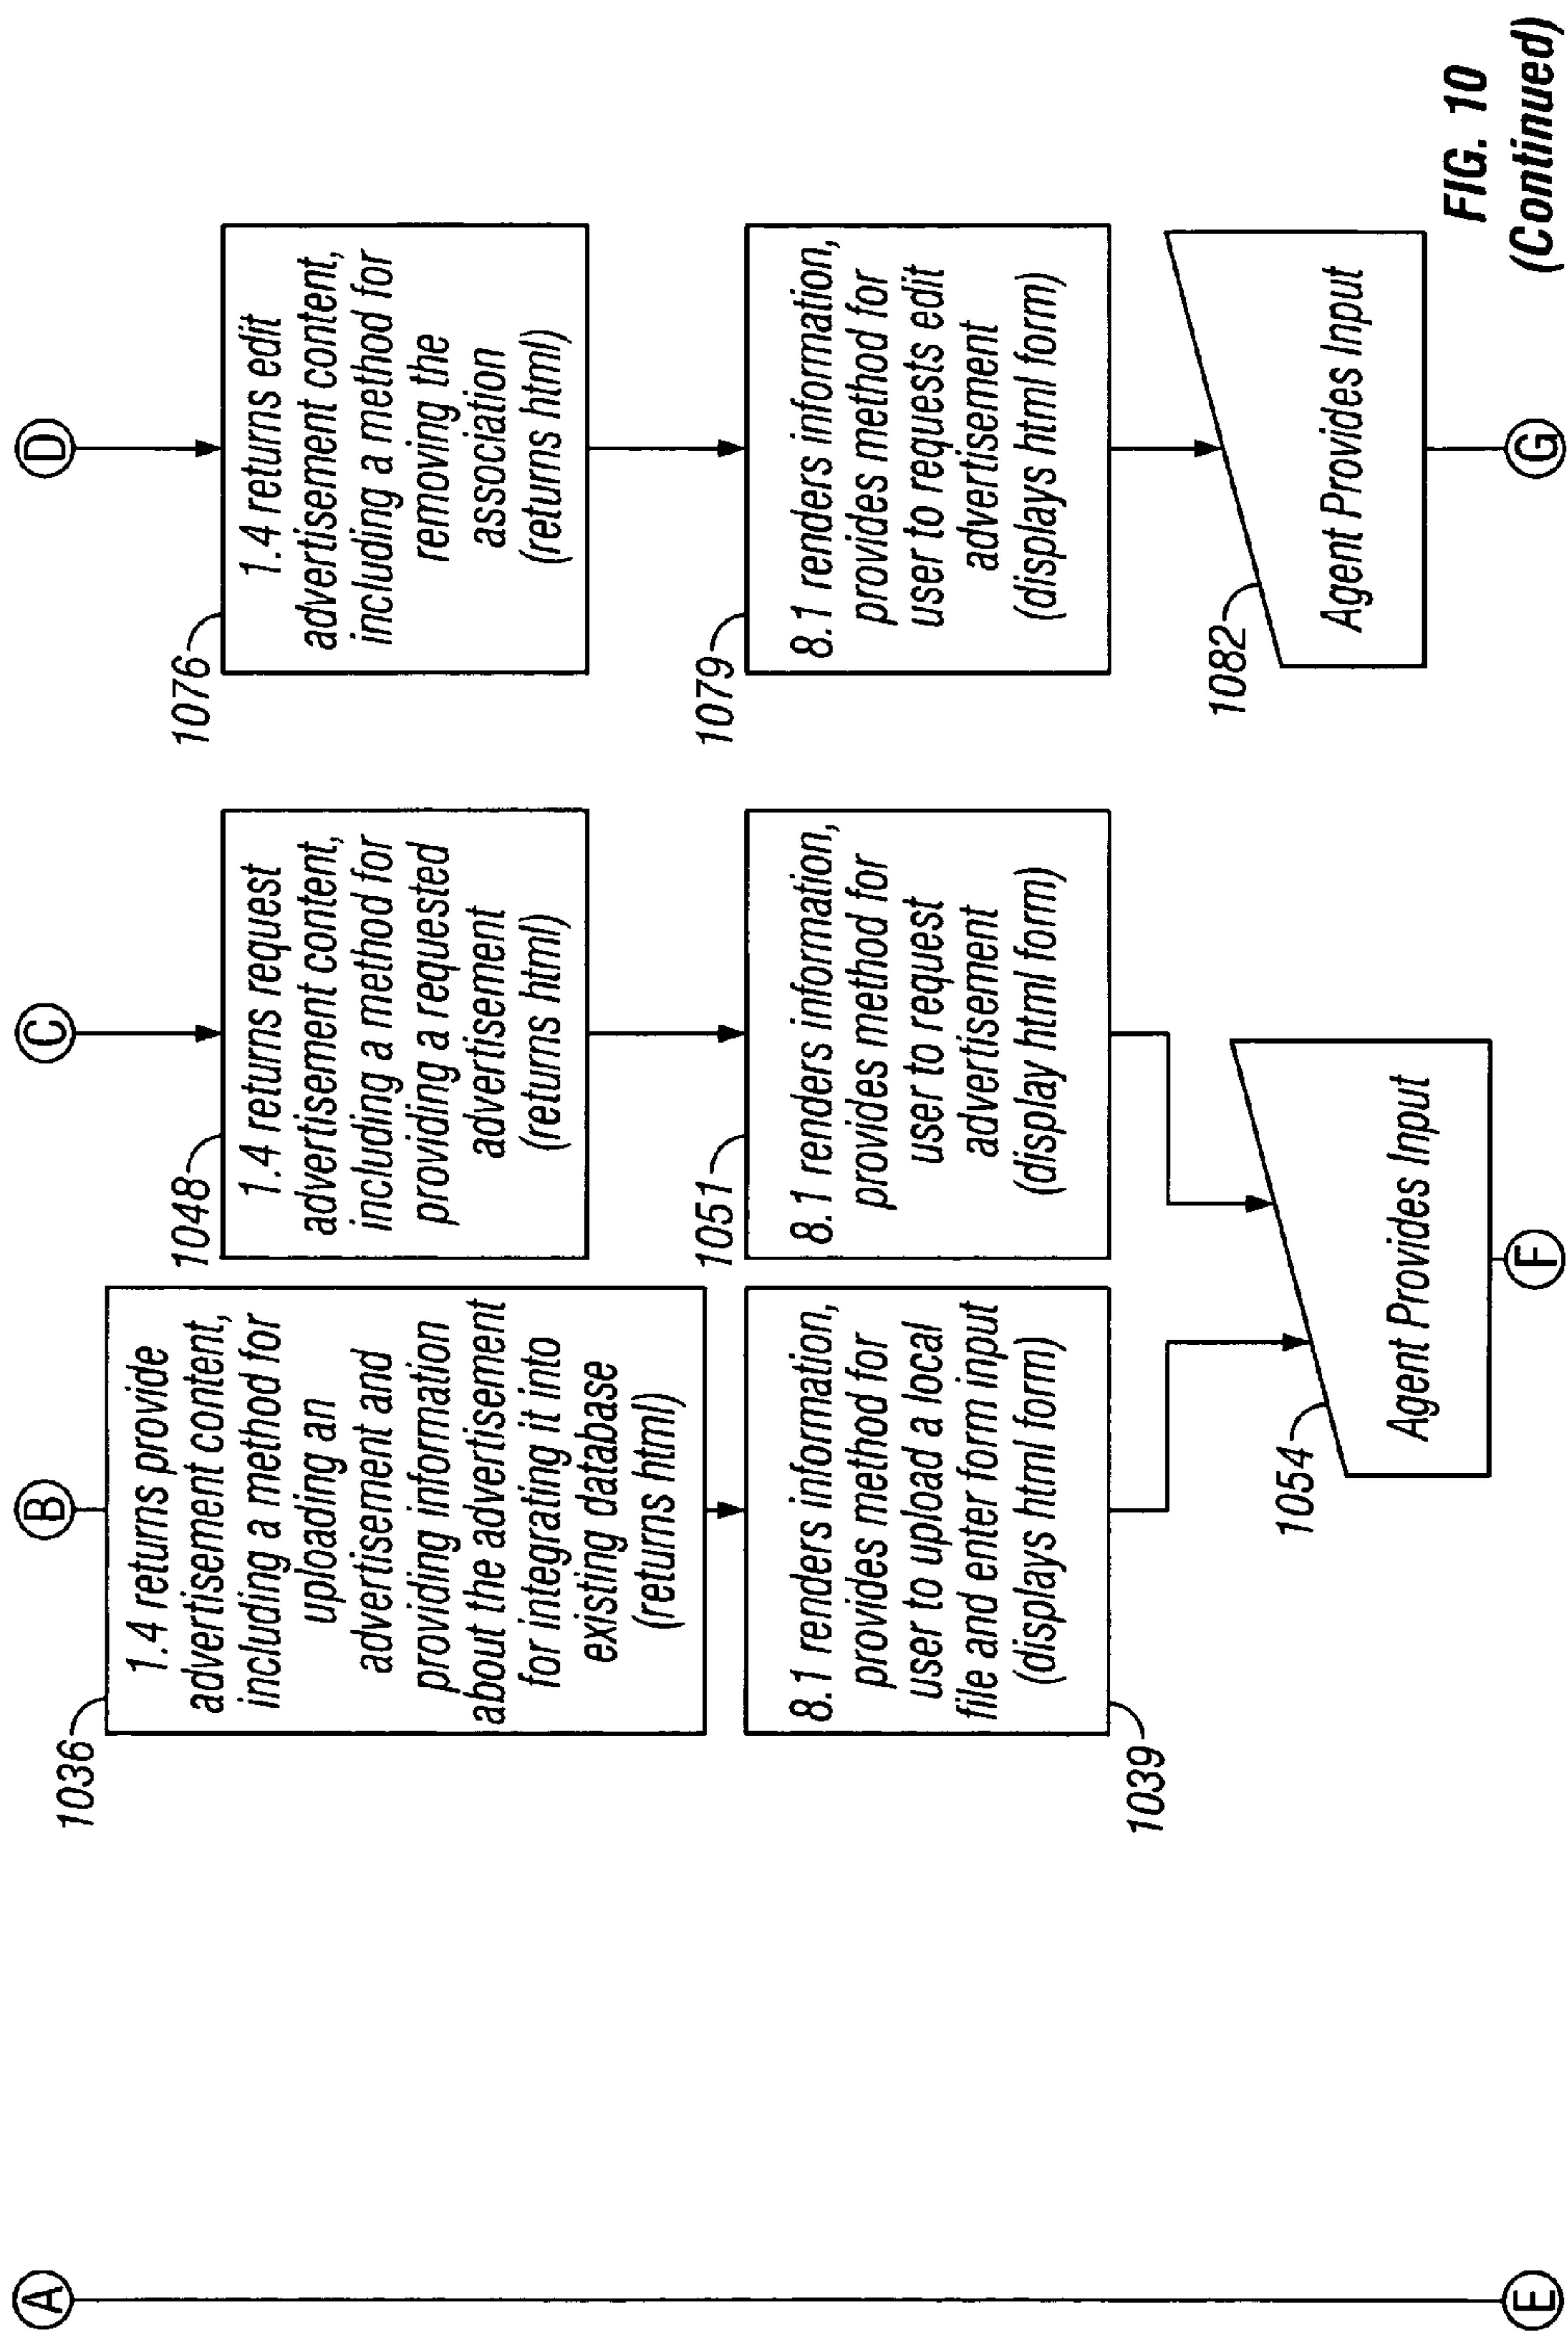 A
B
C
D
1036
1.4 returns provide
advertisement content,
including a method for
uploading an
advertisement and
providing information
about the advertisement
for integrating it into
existing database
(returns html)
1048
1.4 returns request
advertisement content,
including a method for
providing a requested
advertisement
(returns html)
1076
1.4 returns edit
advertisement content,
including a method for
removing the
association
(returns html)
8.1 renders information,
provides method for
user to upload a local
file and enter form input
(displays html form)
1039
1051
8.1 renders information,
provides method for
user to request
advertisement
(display html form)
1079
8.1 renders information,
provides method for
user to requests edit
advertisement
(displays html form)
1054
Agent Provides Input
1082
Agent Provides Input
E
F
G
FIG. 10
(Continued)